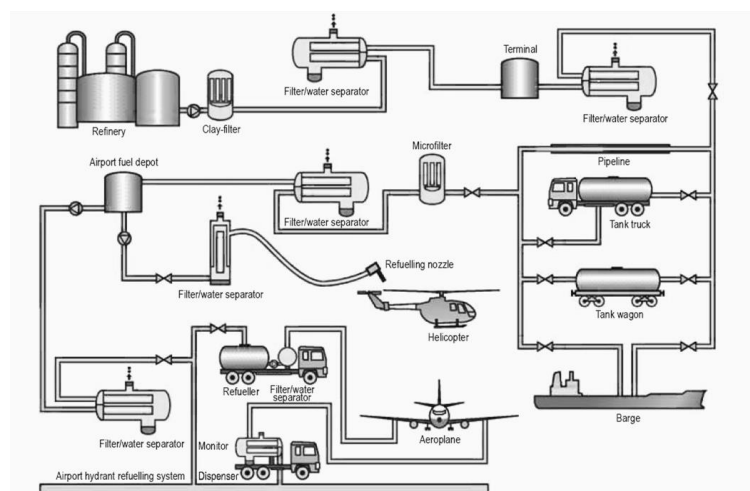 Terminal
Filter/water separator
Refinery
Clay-filter
Filter/water separator
Airport fuel depot
Microfilter
Pipeline
Filter/water separator
Tank truck
Refuelling nozzle
Filter/water separator
Helicopter
Tank wagon
Refueller
Filter/water
separator
Barge
Filter/water separator
Monitor
Aeroplane
Airport hydrant refuelling system
Dispenser